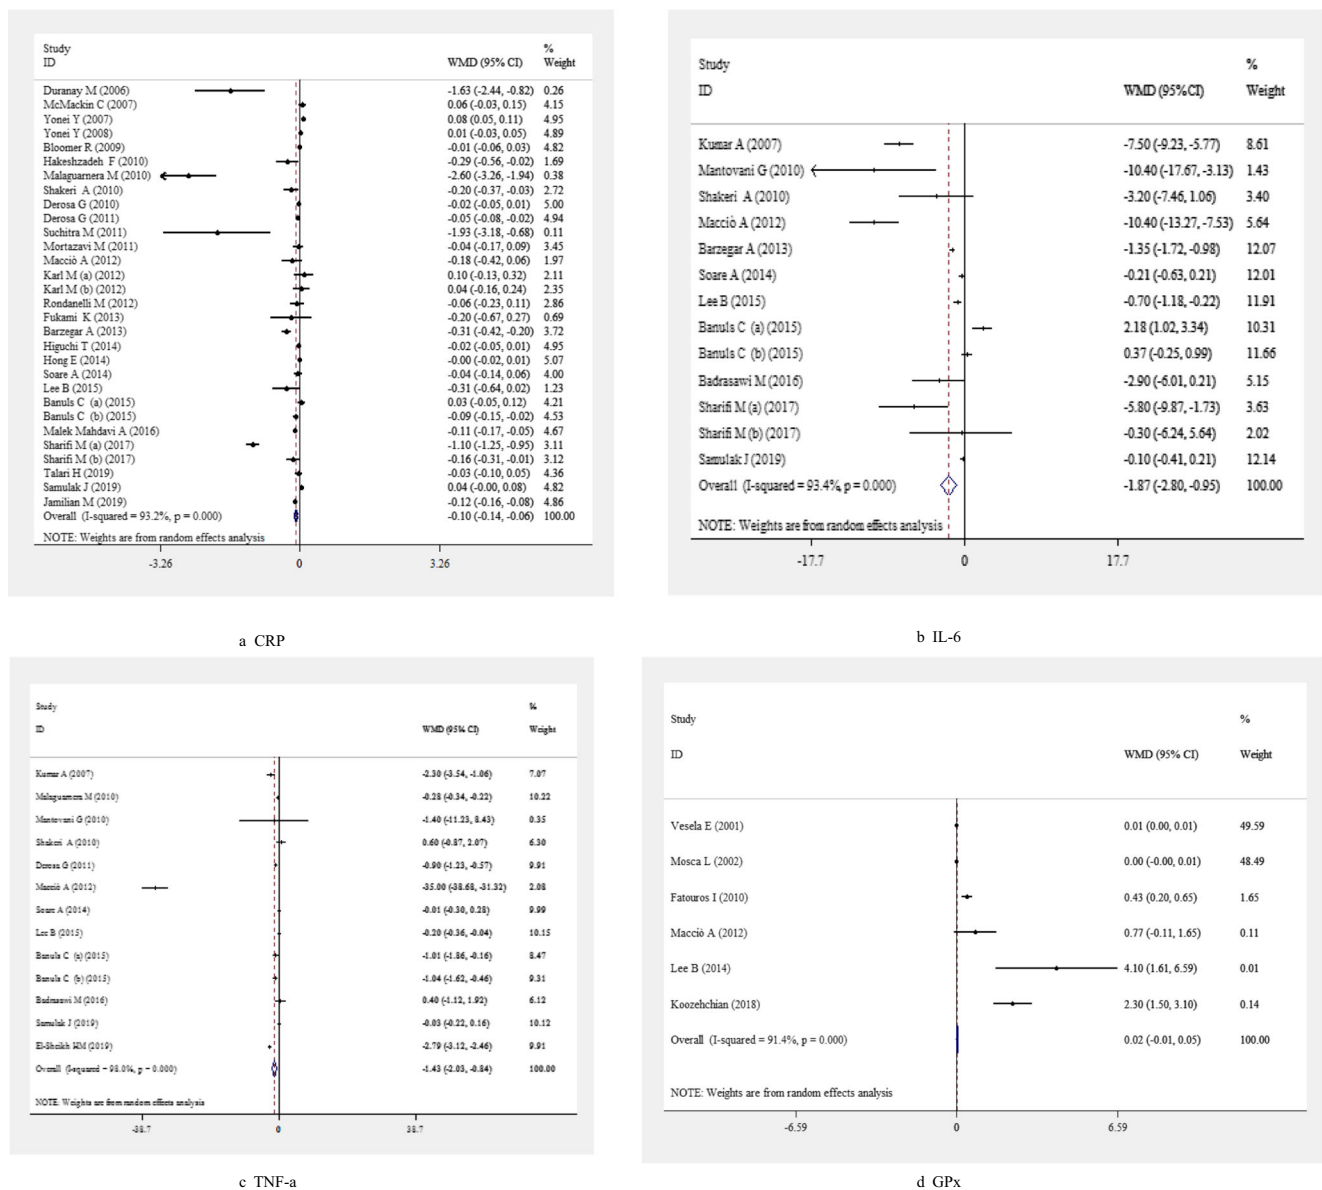 Study %
ID WMD (95% CI) Weight
Duranay M (2006) -1.63 (-2.44, -0.82) 0.26
McMackin C (2007) 0.06 (-0.03, 0.15) 4.15
Yonei Y (2007) 0.08 (0.05, 0.11) 4.95
Yonei Y (2008) 0.01 (-0.03, 0.05) 4.89
Bloomer R (2009) -0.01 (-0.06, 0.03) 4.82
Hakeshzadeh F (2010) -0.29 (-0.56, -0.02) 1.69
Malaguarnera M (2010) -2.60 (-3.26, -1.94) 0.38
Shakeri A (2010) -0.20 (-0.37, -0.03) 2.72
Derosa G (2010) -0.02 (-0.05, 0.01) 5.00
Derosa G (2011) -0.05 (-0.08, -0.02) 4.94
Suchitra M (2011) -1.93 (-3.18, -0.68) 0.11
Mortazavi M (2011) -0.04 (-0.17, 0.09) 3.45
Macciò A (2012) -0.18 (-0.42, 0.06) 1.97
Karl M (a) (2012) 0.10 (-0.13, 0.32) 2.11
Karl M (b) (2012) 0.04 (-0.16, 0.24) 2.35
Rondanelli M (2012) -0.06 (-0.23, 0.11) 2.86
Fukami K (2013) -0.20 (-0.67, 0.27) 0.69
Barzegar A (2013) -0.31 (-0.42, -0.20) 3.72
Higuchi T (2014) -0.02 (-0.05, 0.01) 4.95
Hong E (2014) -0.00 (-0.02, 0.01) 5.07
Soare A (2014) -0.04 (-0.14, 0.06) 4.00
Lee B (2015) -0.31 (-0.64, 0.02) 1.23
Banuls C (a) (2015) 0.03 (-0.05, 0.12) 4.21
Banuls C (b) (2015) -0.09 (-0.15, -0.02) 4.53
Malek Mahdavi A (2016) -0.11 (-0.17, -0.05) 4.67
Sharifi M (a) (2017) -1.10 (-1.25, -0.95) 3.11
Sharifi M (b) (2017) -0.16 (-0.31, -0.01) 3.12
Talari H (2019) -0.03 (-0.10, 0.05) 4.36
Samulak J (2019) 0.04 (-0.00, 0.08) 4.82
Jamilian M (2019) -0.12 (-0.16, -0.08) 4.86
Overall (I-squared = 93.2%, p = 0.000) -0.10 (-0.14, -0.06) 100.00
NOTE: Weights are from random effects analysis
-3.26 0 3.26
a CRP
Study %
ID WMD (95%CI) Weight
Kumar A (2007) -7.50 (-9.23, -5.77) 8.61
Mantovani G (2010) -10.40 (-17.67, -3.13) 1.43
Shakeri A (2010) -3.20 (-7.46, 1.06) 3.40
Macciò A (2012) -10.40 (-13.27, -7.53) 5.64
Barzegar A (2013) -1.35 (-1.72, -0.98) 12.07
Soare A (2014) -0.21 (-0.63, 0.21) 12.01
Lee B (2015) -0.70 (-1.18, -0.22) 11.91
Banuls C (a) (2015) 2.18 (1.02, 3.34) 10.31
Banuls C (b) (2015) 0.37 (-0.25, 0.99) 11.66
Badrasawi M (2016) -2.90 (-6.01, 0.21) 5.15
Sharifi M (a) (2017) -5.80 (-9.87, -1.73) 3.63
Sharifi M (b) (2017) -0.30 (-6.24, 5.64) 2.02
Samulak J (2019) -0.10 (-0.41, 0.21) 12.14
Overall (I-squared = 93.4%, p = 0.000) -1.87 (-2.80, -0.95) 100.00
NOTE: Weights are from random effects analysis
-17.7 0 17.7
b IL-6
Study %
ID WMD (95% CI) Weight
Kumar A (2007) -2.30 (-3.54, -1.06) 7.07
Malaguarnera M (2010) -0.28 (-0.34, -0.22) 10.22
Mantovani G (2010) -1.40 (-11.23, 8.43) 0.35
Shakeri A (2010) 0.60 (-0.87, 2.07) 6.30
Derosa G (2011) -0.90 (-1.23, -0.57) 9.91
Macciò A (2012) -35.00 (-38.68, -31.32) 2.08
Soare A (2014) -0.01 (-0.30, 0.28) 9.99
Lee B (2015) -0.20 (-0.36, -0.04) 10.15
Banuls C (a) (2015) -1.01 (-1.86, -0.16) 8.47
Banuls C (b) (2015) -1.04 (-1.62, -0.46) 9.31
Badrasawi M (2016) 0.40 (-1.12, 1.92) 6.12
Samulak J (2019) -0.03 (-0.22, 0.16) 10.12
El-Sheikh HM (2019) -2.79 (-3.12, -2.46) 9.91
Overall (I-squared = 98.0%, p = 0.000) -1.43 (-2.03, -0.84) 100.00
NOTE: Weights are from random effects analysis
-38.7 0 38.7
c TNF-a
Study %
ID WMD (95% CI) Weight
Vesela E (2001) 0.01 (0.00, 0.01) 49.59
Mosca L (2002) 0.00 (-0.00, 0.01) 48.49
Fatouros I (2010) 0.43 (0.20, 0.65) 1.65
Macciò A (2012) 0.77 (-0.11, 1.65) 0.11
Lee B (2014) 4.10 (1.61, 6.59) 0.01
Koozehchian (2018) 2.30 (1.50, 3.10) 0.14
Overall (I-squared = 91.4%, p = 0.000) 0.02 (-0.01, 0.05) 100.00
NOTE: Weights are from random effects analysis
-6.59 0 6.59
d GPx